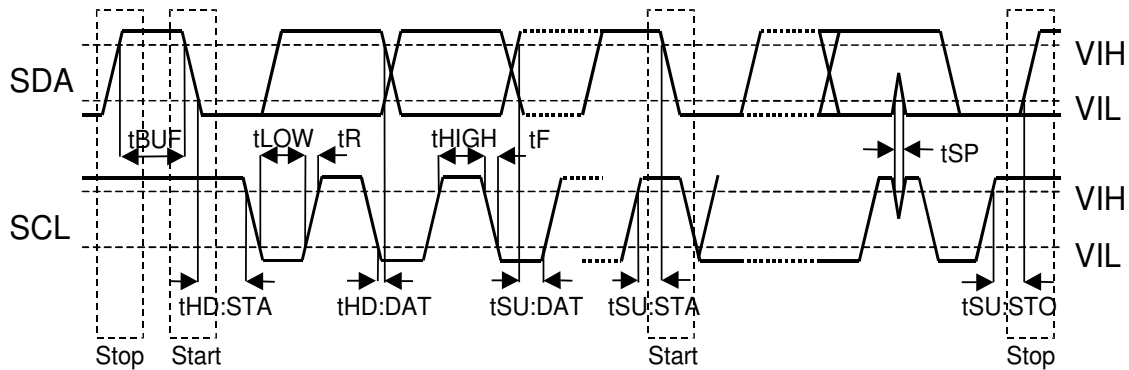 VIH
SDA
VIL
tBUF tLOW tR tHIGH tF
tSP
VIH
SCL
VIL
tHD:STA tHD:DAT tSU:DAT tSU:STA tSU:STO
Stop Start Start Stop